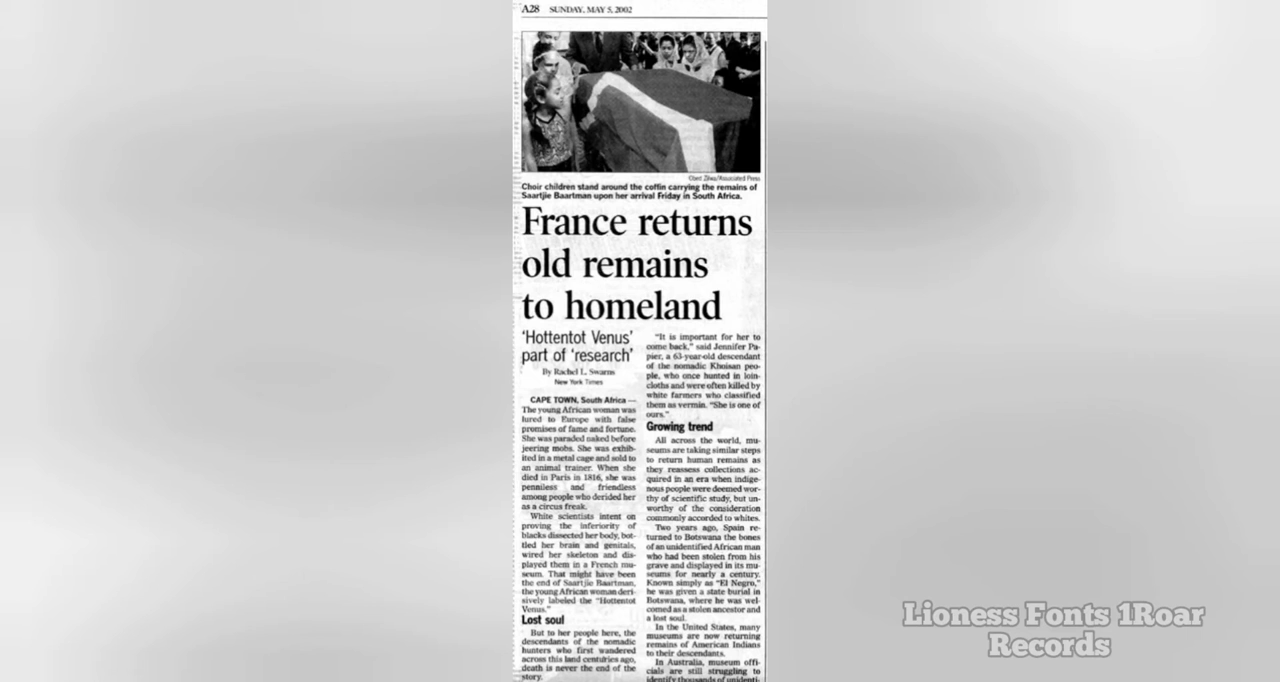 A28 SUNDAY, MAY 5, 2002
Obed Zilwa/Associated Press
Choir children stand around the coffin carrying the remains of
Saartjie Baartman upon her arrival Friday in South Africa.
France returns
old remains
to homeland
'Hottentot Venus'
part of 'research'
By Rachel L. Swarns
New York Times
CAPE TOWN, South Africa —
The young African woman was
lured to Europe with false
promises of fame and fortune.
She was paraded naked before
jeering mobs. She was exhib-
ited in a metal cage and sold to
an animal trainer. When she
died in Paris in 1816, she was
penniless and friendless
among people who derided her
as a circus freak.
White scientists intent on
proving the inferiority of
blacks dissected her body, bot-
tled her brain and genitals,
wired her skeleton and dis-
played them in a French mu-
seum. That might have been
the end of Saartjie Baartman,
the young African woman deri-
sively labeled the "Hottentot
Venus."
Lost soul
But to her people here, the
descendants of the nomadic
hunters who first wandered
across this land centuries ago,
death is never the end of the
story.
"It is important for her to
come back," said Jennifer Pa-
pier, a 63-year-old descendant
of the nomadic Khoisan peo-
ple, who once hunted in loin-
cloths and were often killed by
white farmers who classified
them as vermin. "She is one of
ours."
Growing trend
All across the world, mu-
seums are taking similar steps
to return human remains as
they reassess collections ac-
quired in an era when indige-
nous people were deemed wor-
thy of scientific study, but un-
worthy of the consideration
commonly accorded to whites.
Two years ago, Spain re-
turned to Botswana the bones
of an unidentified African man
who had been stolen from his
grave and displayed in its mu-
seums for nearly a century.
Known simply as "El Negro,"
he was given a state burial in
Botswana, where he was wel-
comed as a stolen ancestor and
a lost soul.
In the United States, many
museums are now returning
remains of American Indians
to their descendants.
In Australia, museum offi-
cials are still struggling to
identify thousands of unidenti-
Lioness Fonts 1Roar
Records